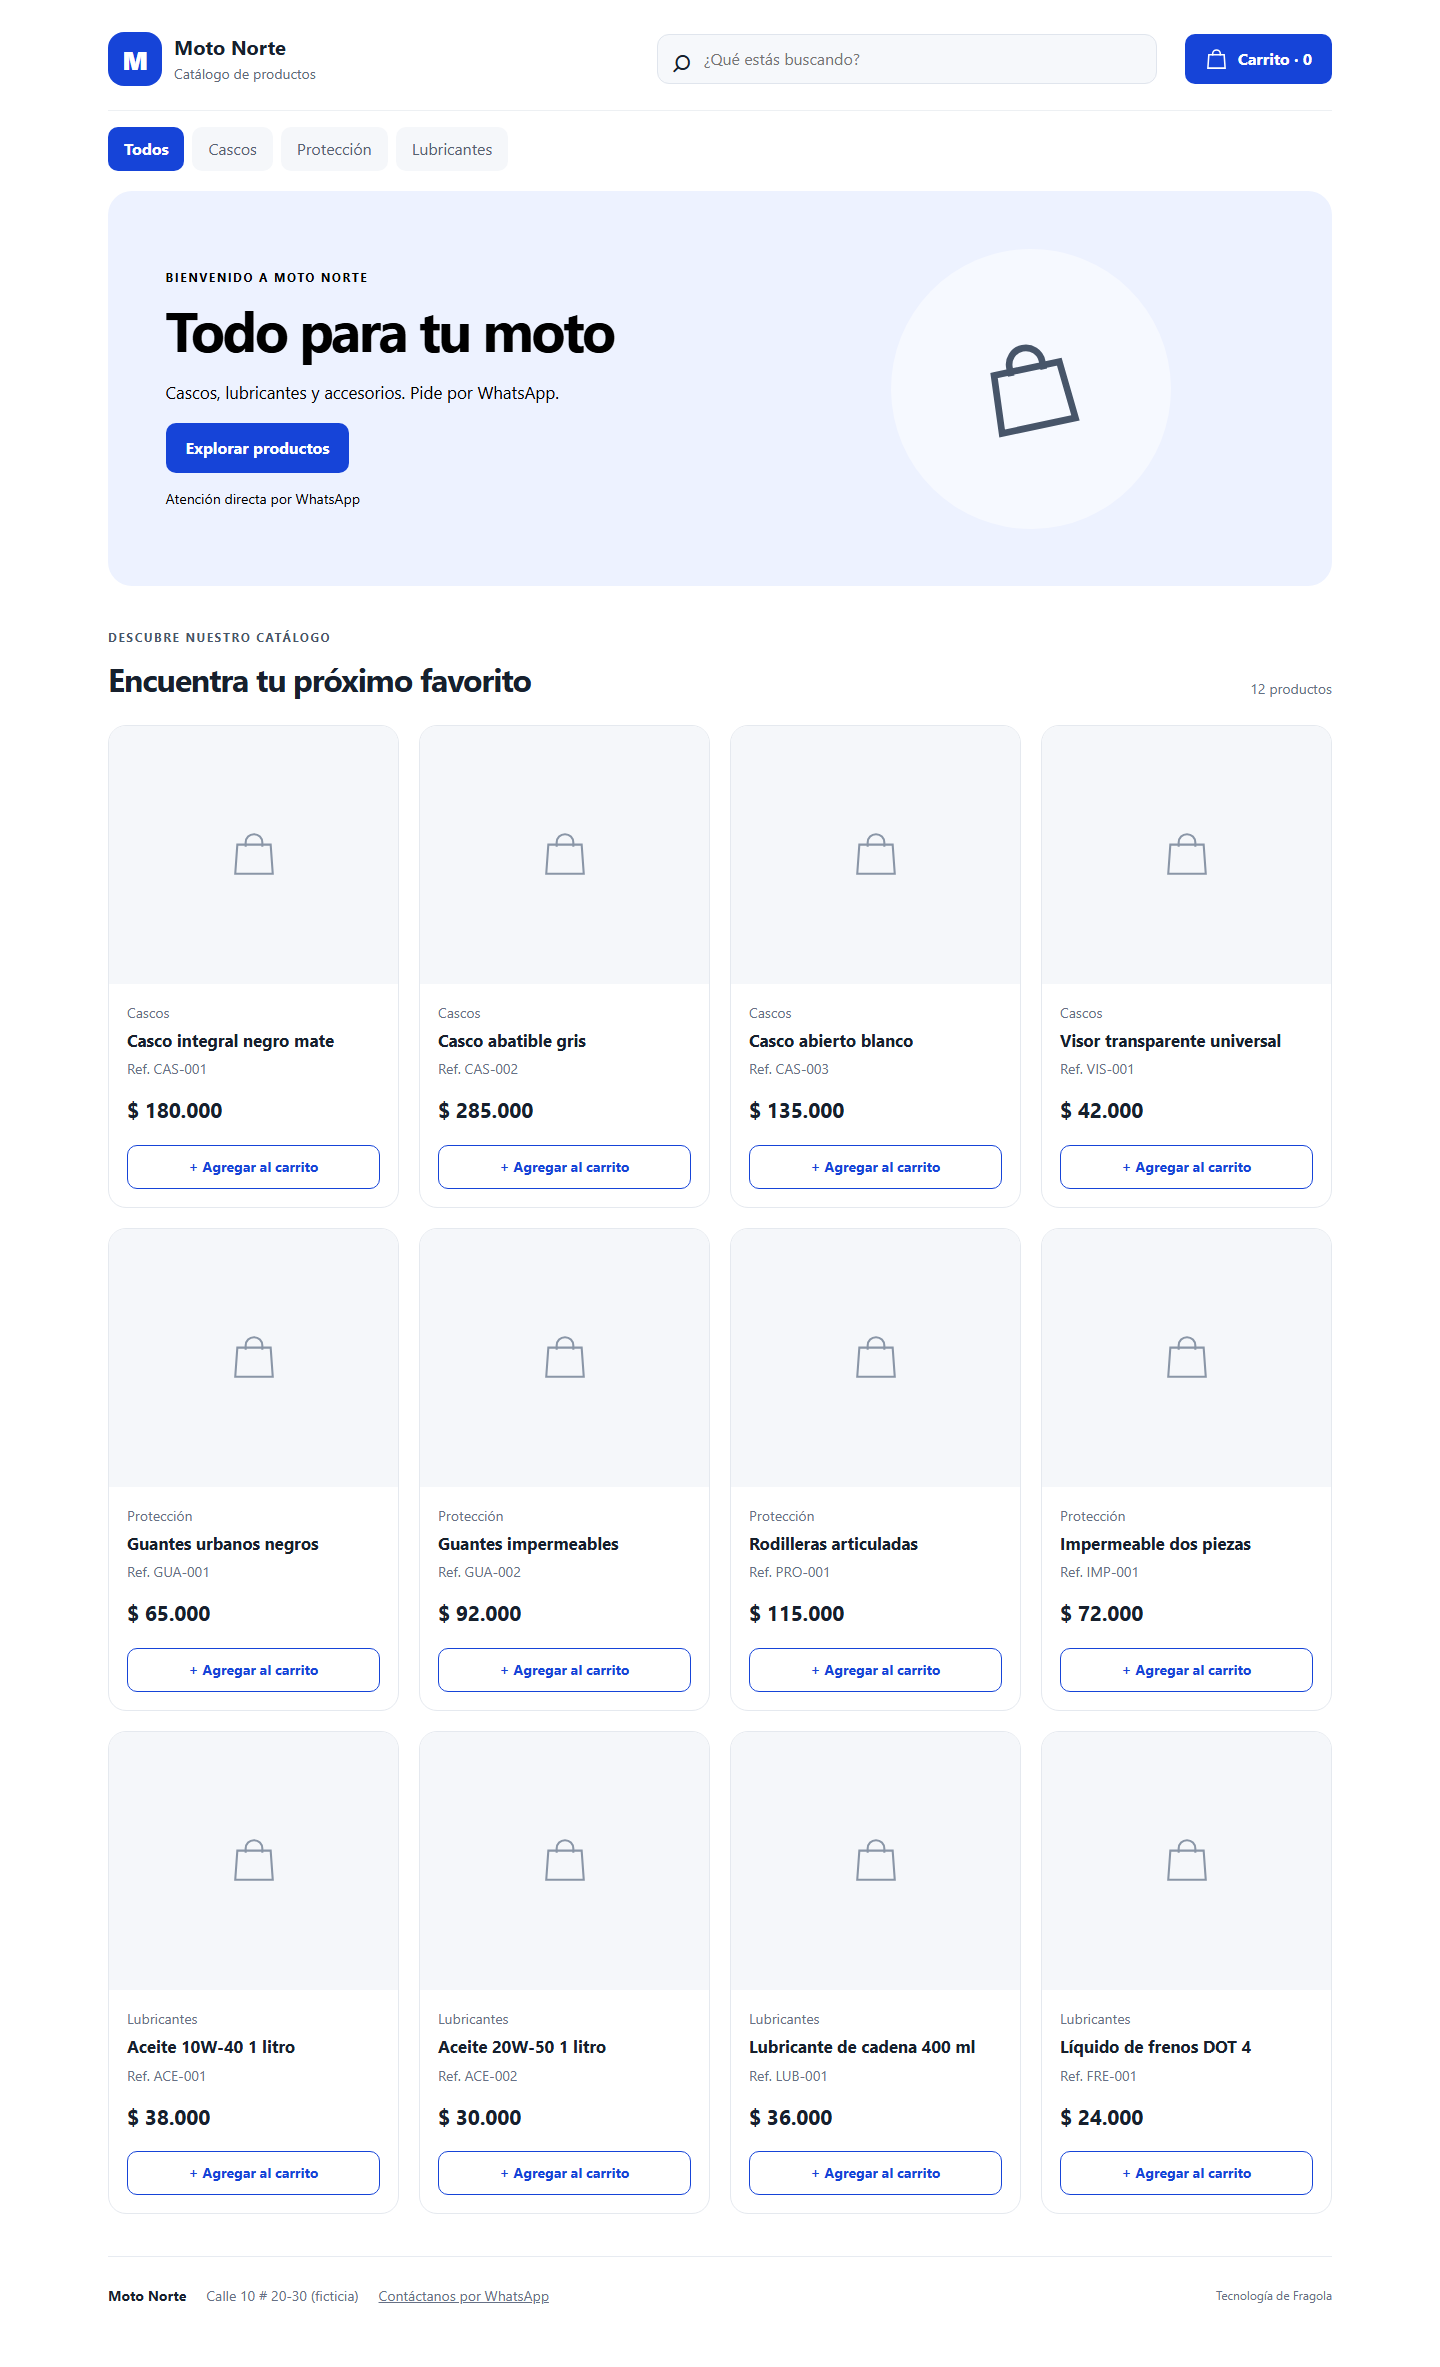 M
Moto Norte
Catálogo de productos
¿Qué estás buscando?
Carrito · 0
Todos
Cascos
Protección
Lubricantes
BIENVENIDO A MOTO NORTE
Todo para tu moto
Cascos, lubricantes y accesorios. Pide por WhatsApp.
Explorar productos
Atención directa por WhatsApp
DESCUBRE NUESTRO CATÁLOGO
Encuentra tu próximo favorito
12 productos
Cascos
Casco integral negro mate
Ref. CAS-001
$ 180.000
+ Agregar al carrito
Cascos
Casco abatible gris
Ref. CAS-002
$ 285.000
+ Agregar al carrito
Cascos
Casco abierto blanco
Ref. CAS-003
$ 135.000
+ Agregar al carrito
Cascos
Visor transparente universal
Ref. VIS-001
$ 42.000
+ Agregar al carrito
Protección
Guantes urbanos negros
Ref. GUA-001
$ 65.000
+ Agregar al carrito
Protección
Guantes impermeables
Ref. GUA-002
$ 92.000
+ Agregar al carrito
Protección
Rodilleras articuladas
Ref. PRO-001
$ 115.000
+ Agregar al carrito
Protección
Impermeable dos piezas
Ref. IMP-001
$ 72.000
+ Agregar al carrito
Lubricantes
Aceite 10W-40 1 litro
Ref. ACE-001
$ 38.000
+ Agregar al carrito
Lubricantes
Aceite 20W-50 1 litro
Ref. ACE-002
$ 30.000
+ Agregar al carrito
Lubricantes
Lubricante de cadena 400 ml
Ref. LUB-001
$ 36.000
+ Agregar al carrito
Lubricantes
Líquido de frenos DOT 4
Ref. FRE-001
$ 24.000
+ Agregar al carrito
Moto Norte
Calle 10 # 20-30 (ficticia)
Contáctanos por WhatsApp
Tecnología de Fragola